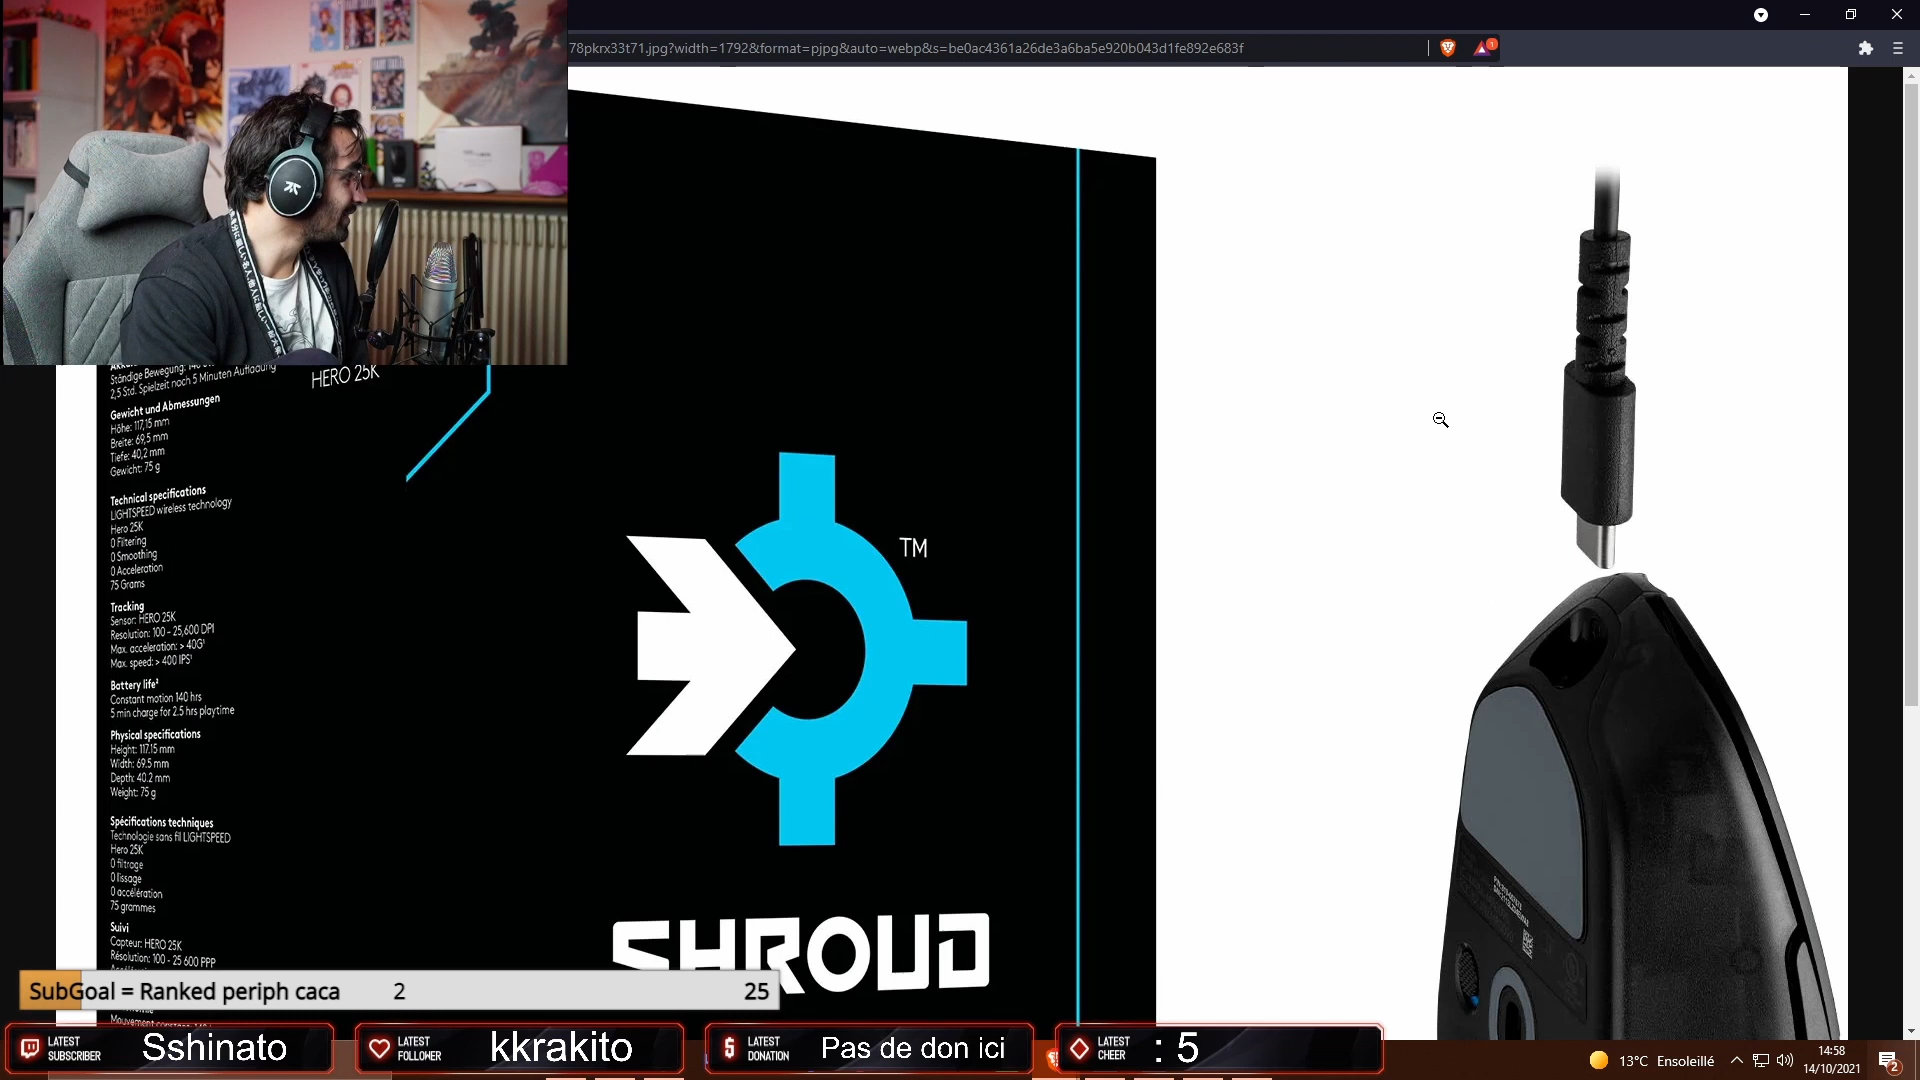 78pkrx33t71.jpg?width=1792&format=pjpg&auto=webp&s=be0ac4361a26de3a6ba5e920b043d1fe892e683f
1
Ständige Bewegung:
2,5 Std. Spielzeit nach 5 Minuten Aufladung
HERO 25K
Gewicht und Abmessungen
Höhe: 117,15 mm
Breite: 69,5 mm
Tiefe: 40,2 mm
Gewicht: 75 g
Technical specifications
LIGHTSPEED wireless technology
Hero 25K
0 Filtering
0 Smoothing
0 Acceleration
75 Grams
Tracking
Sensor: HERO 25K
Resolution: 100 - 25,600 DPI
Max. acceleration: > 40G¹
Max. speed: > 400 IPS¹
Battery life²
Constant motion 140 hrs
5 min charge for 2.5 hrs playtime
Physical specifications
Height: 117.15 mm
Width: 69.5 mm
Depth: 40.2 mm
Weight: 75 g
Spécifications techniques
Technologie sans fil LIGHTSPEED
Hero 25K
0 filtrage
0 lissage
0 accélération
75 grammes
Suivi
Capteur: HERO 25K
Résolution: 100 - 25 600 PPP
TM
SHROUD
SubGoal = Ranked periph caca 2 25
LATEST SUBSCRIBER Sshinato
LATEST FOLLOWER kkrakito
LATEST DONATION Pas de don ici
LATEST CHEER : 5
13°C Ensoleillé
14:58
14/10/2021
2